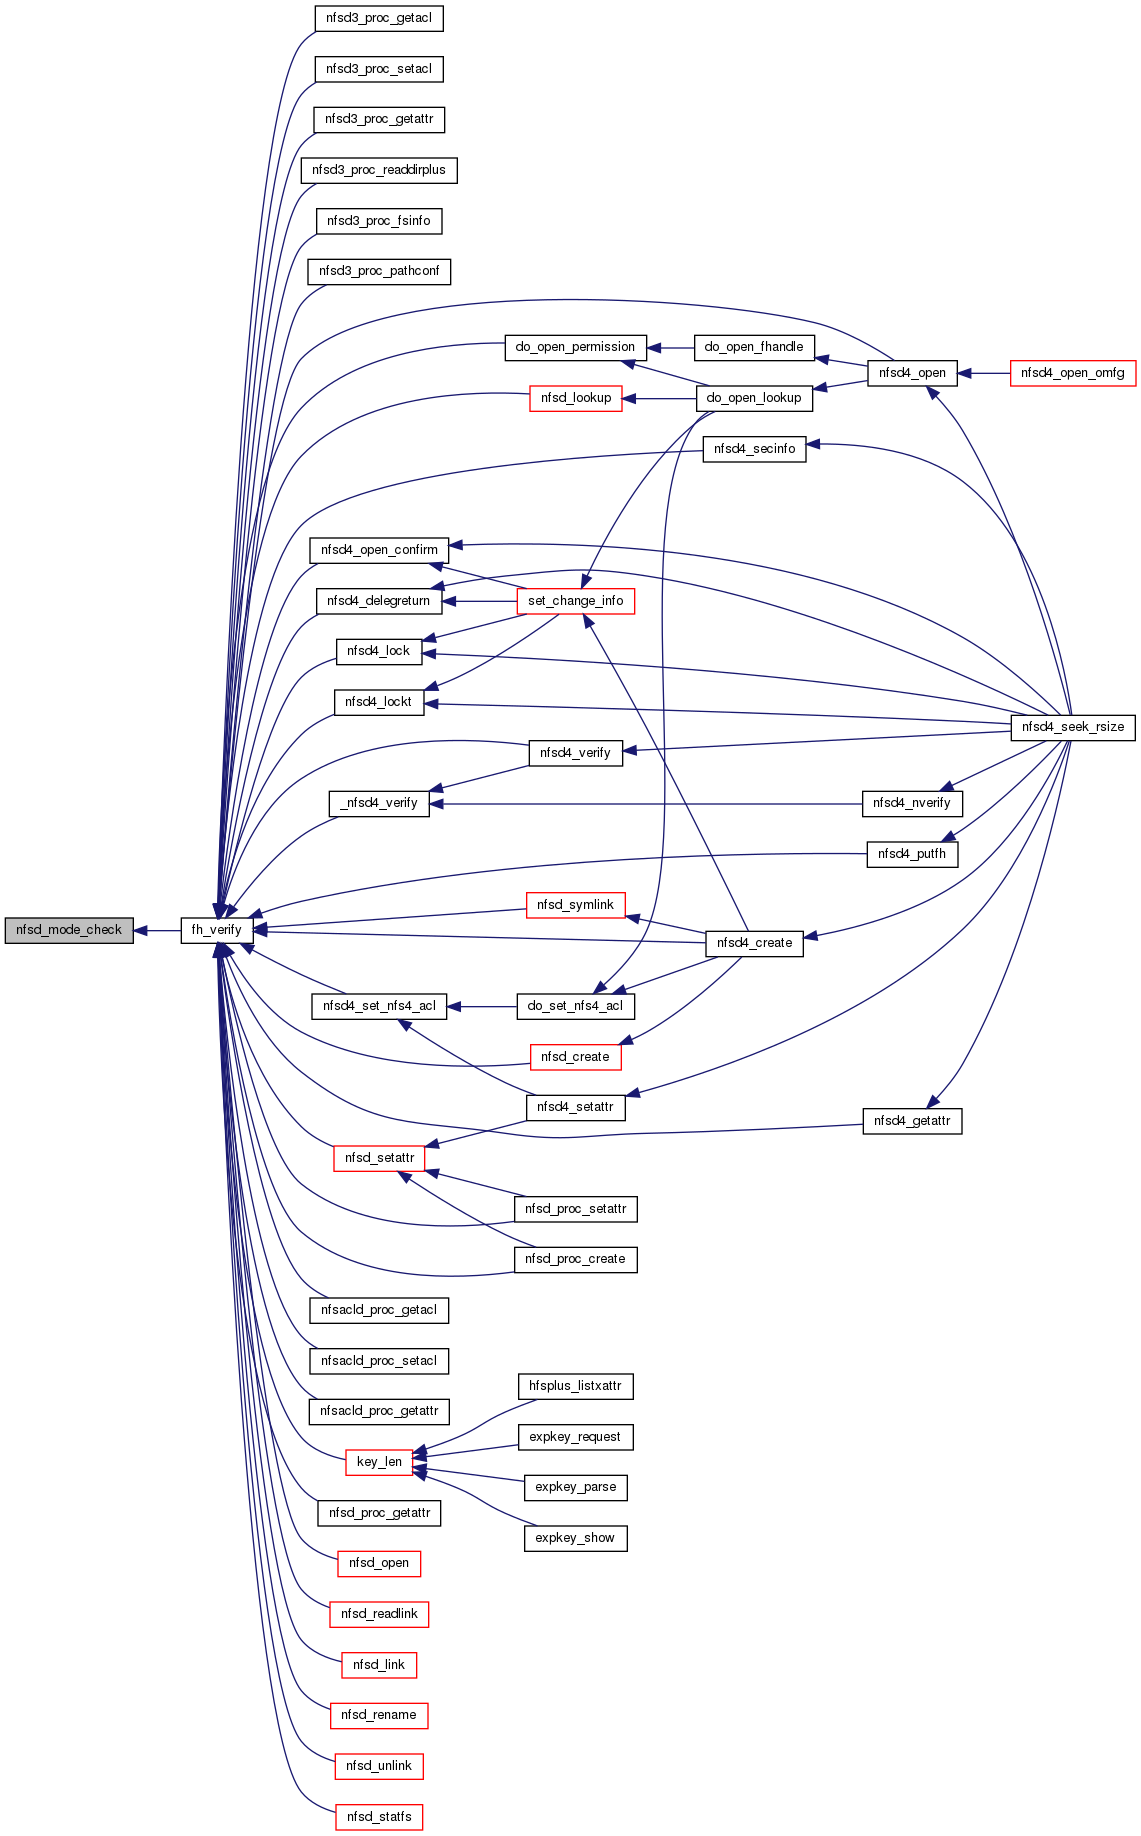 nfsd3_proc_getacl
nfsd3_proc_setacl
nfsd3_proc_getattr
nfsd3_proc_readdirplus
nfsd3_proc_fsinfo
nfsd3_proc_pathconf
do_open_permission
do_open_fhandle
nfsd4_open
nfsd4_open_omfg
nfsd_lookup
do_open_lookup
nfsd4_secinfo
nfsd4_open_confirm
nfsd4_delegreturn
set_change_info
nfsd4_lock
nfsd4_lockt
nfsd4_seek_rsize
nfsd4_verify
_nfsd4_verify
nfsd4_nverify
nfsd4_putfh
nfsd_symlink
nfsd_mode_check
fh_verify
nfsd4_create
nfsd4_set_nfs4_acl
do_set_nfs4_acl
nfsd_create
nfsd4_setattr
nfsd4_getattr
nfsd_setattr
nfsd_proc_setattr
nfsd_proc_create
nfsacld_proc_getacl
nfsacld_proc_setacl
hfsplus_listxattr
nfsacld_proc_getattr
expkey_request
key_len
expkey_parse
nfsd_proc_getattr
expkey_show
nfsd_open
nfsd_readlink
nfsd_link
nfsd_rename
nfsd_unlink
nfsd_statfs